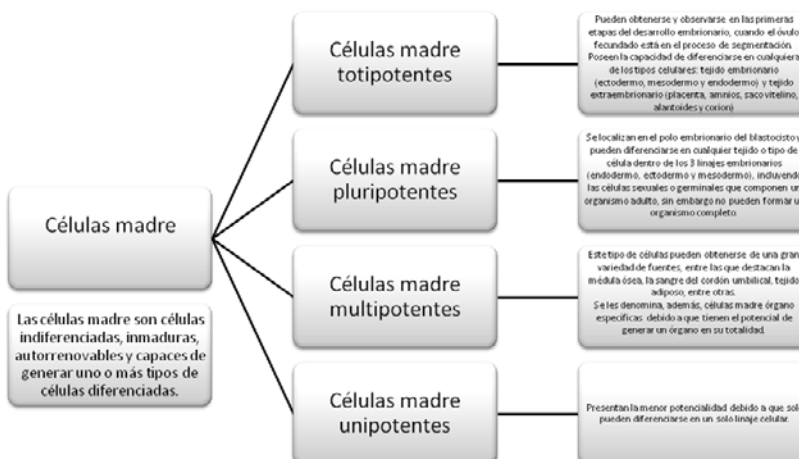 Células madre
Las células madre son células
indiferenciadas, inmaduras,
autorrenovables y capaces de
generar uno o más tipos de
células diferenciadas.
Células madre
totipotentes
Pueden obtenerse y observarse en las primeras
etapas del desarrollo embrionario, cuando el óvulo
fecundado está en el proceso de segmentación.
Poseen la capacidad de diferenciarse en cualquiera
de los tipos celulares: tejido embrionario
(ectodermo, mesodermo y endodermo) y tejido
extraembrionario (placenta, amnios, saco vitelino,
alantoides y corion)
Células madre
pluripotentes
Se localizan en el polo embrionario del blastocisto y
pueden diferenciarse en cualquier tejido o tipo de
célula dentro de los 3 linajes embrionarios
(endodermo, ectodermo y mesodermo), incluyendo
las células sexuales o germinales que componen un
organismo adulto, sin embargo no pueden formar un
organismo completo.
Células madre
multipotentes
Este tipo de células pueden obtenerse de una gran
variedad de fuentes, entre las que destacan la
médula ósea, la sangre del cordón umbilical, tejido
adiposo, entre otras.
Se les denomina, además, células madre órgano
específicas debido a que tienen el potencial de
generar un órgano en su totalidad.
Células madre
unipotentes
Presentan la menor potencialidad debido a que solo
pueden diferenciarse en un solo linaje celular.